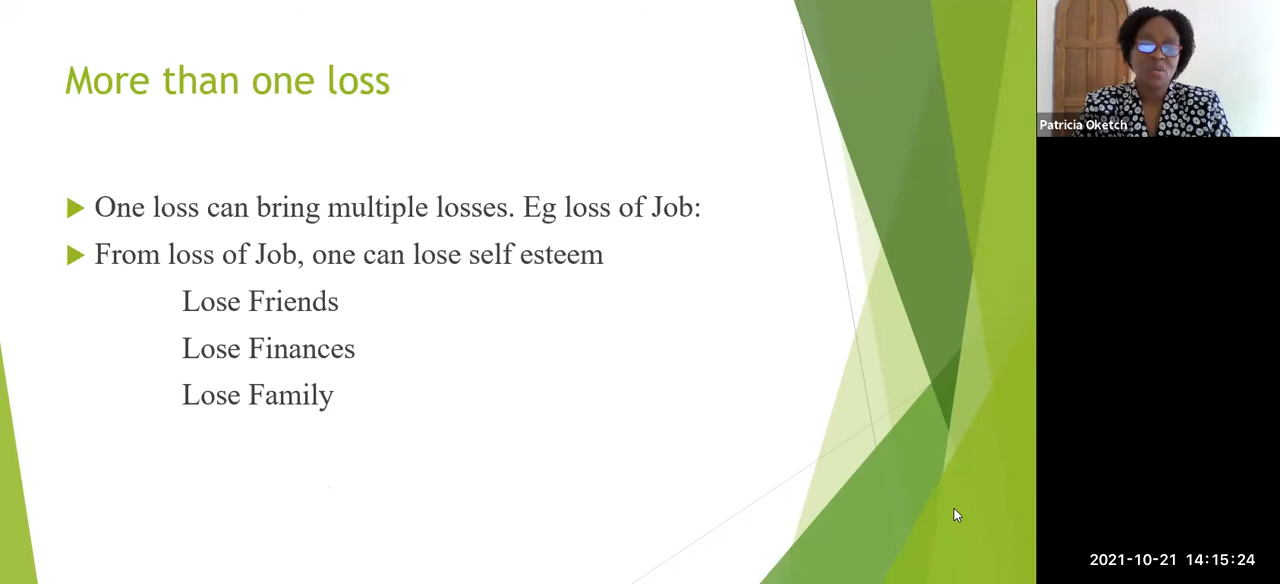 More than one loss
One loss can bring multiple losses. Eg loss of Job:
From loss of Job, one can lose self esteem
Lose Friends
Lose Finances
Lose Family
Patricia Oketch
2021-10-21 14:15:24